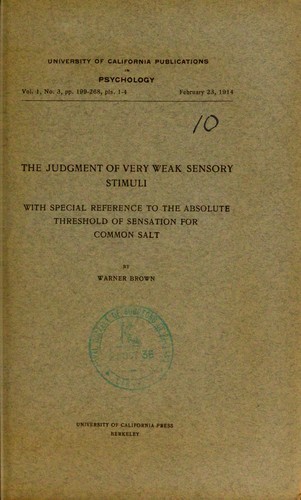 UNIVERSITY OF CALIFORNIA PUBLICATIONS
IN
PSYCHOLOGY
Vol. 1, No. 3, pp. 199-268, pls. 1-4 February 23, 1914
10
THE JUDGMENT OF VERY WEAK SENSORY
STIMULI
WITH SPECIAL REFERENCE TO THE ABSOLUTE
THRESHOLD OF SENSATION FOR
COMMON SALT
BY
WARNER BROWN
UNIVERSITY OF CALIFORNIA PRESS
BERKELEY